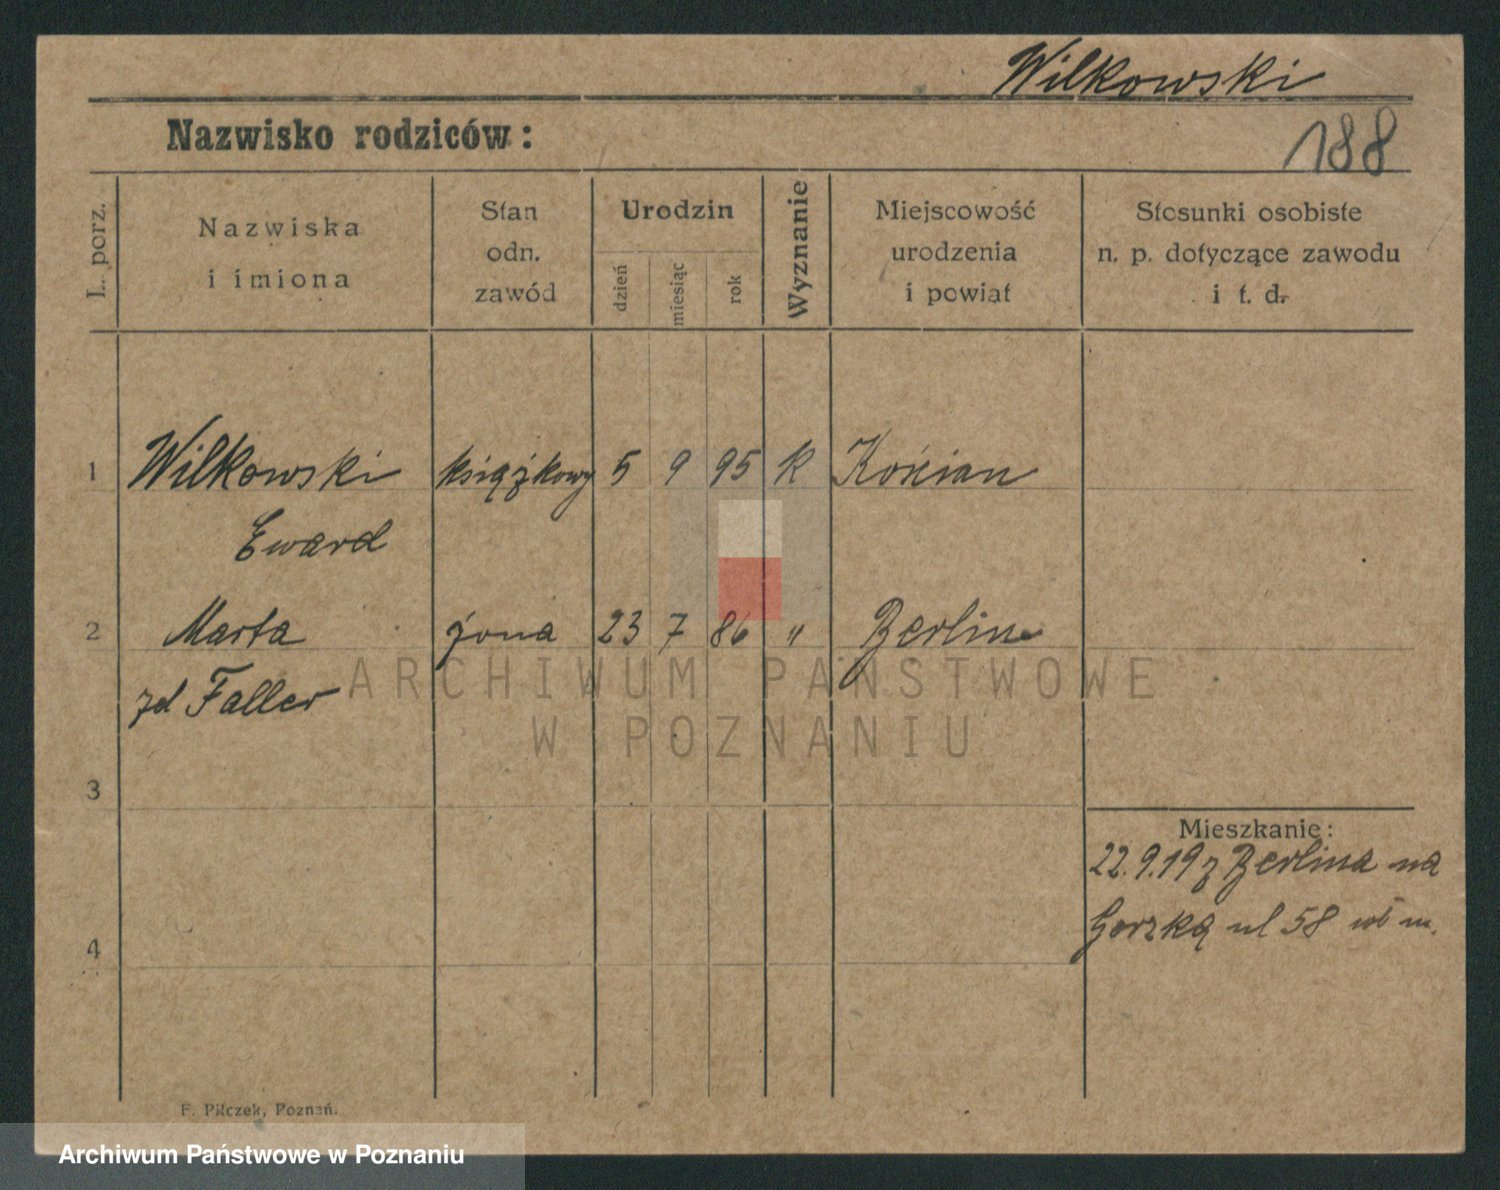 Wilkowski
Nazwisko rodziców:
188
L. porz.
Nazwiska
i imiona
Stan
odn.
zawód
Urodzin
dzień
miesiąc
rok
Wyznanie
Miejscowość
urodzenia
i powiat
Stosunki osobiste
n. p. dotyczące zawodu
i t. d.
1 Wilkowski książkowy 5 9 95 k Kościan
Eward
2 Marta żona 23 7 86 " Berlin
zd Faller
ARCHIWUM PAŃSTWOWE
W POZNANIU
3
Mieszkanie:
22.9.19 z Berlina na
Gorzką ul 58 m.
4
F. Pilczek, Poznań.
Archiwum Państwowe w Poznaniu